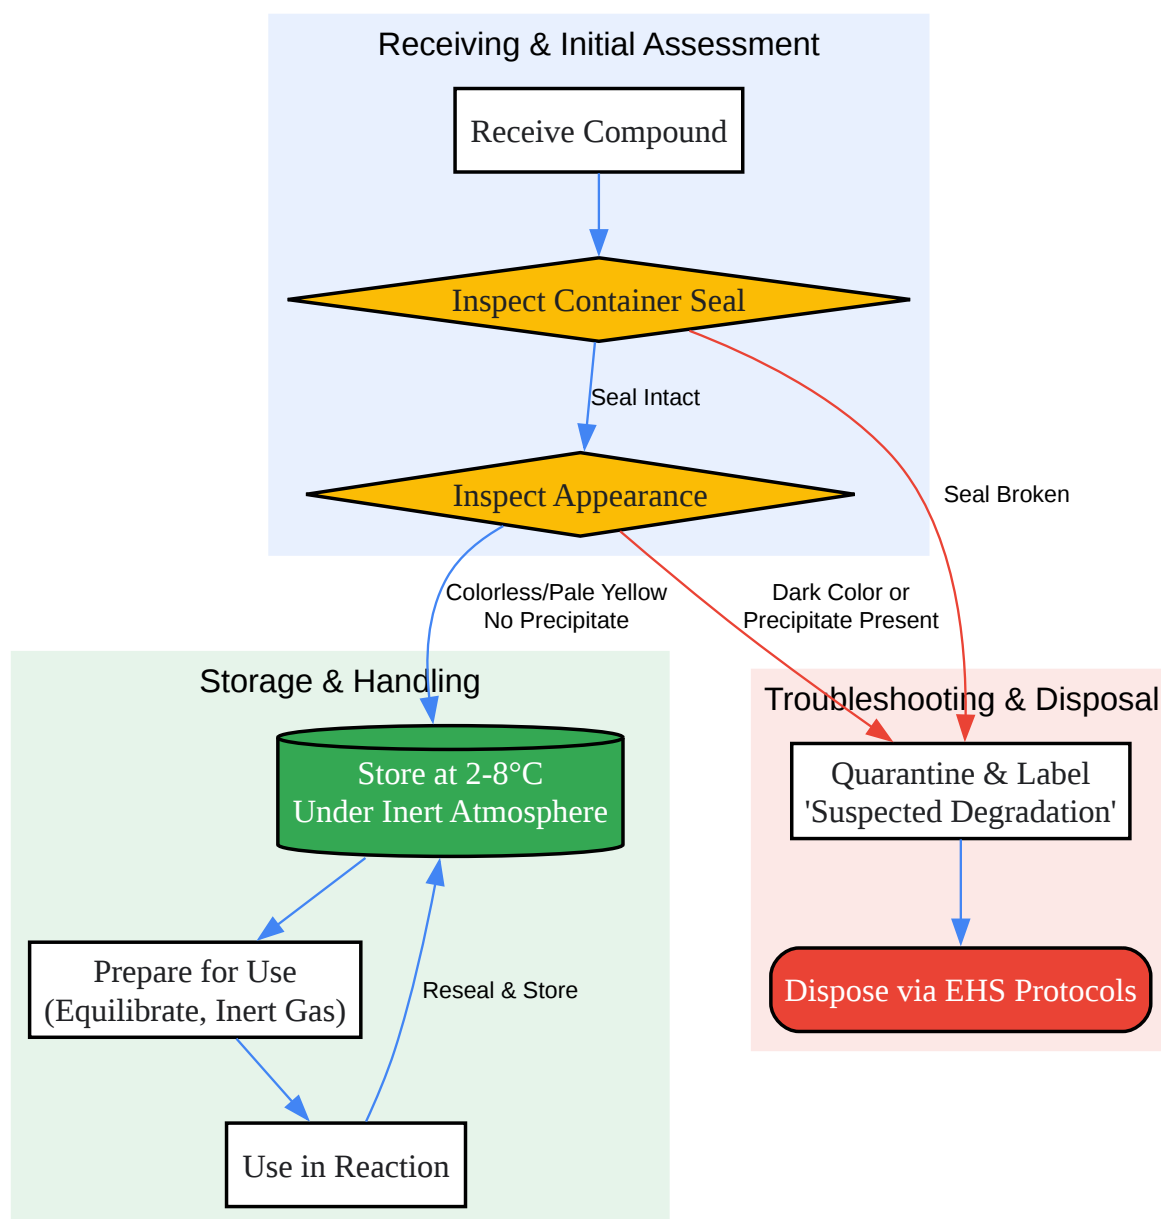 Receiving & Initial Assessment
Receive Compound
Inspect Container Seal
Seal Intact
Inspect Appearance
Seal Broken
Colorless/Pale Yellow
No Precipitate
Dark Color or
Precipitate Present
Storage & Handling
Store at 2-8°C
Under Inert Atmosphere
Prepare for Use
(Equilibrate, Inert Gas)
Reseal & Store
Use in Reaction
Troubleshooting & Disposal
Quarantine & Label
'Suspected Degradation'
Dispose via EHS Protocols